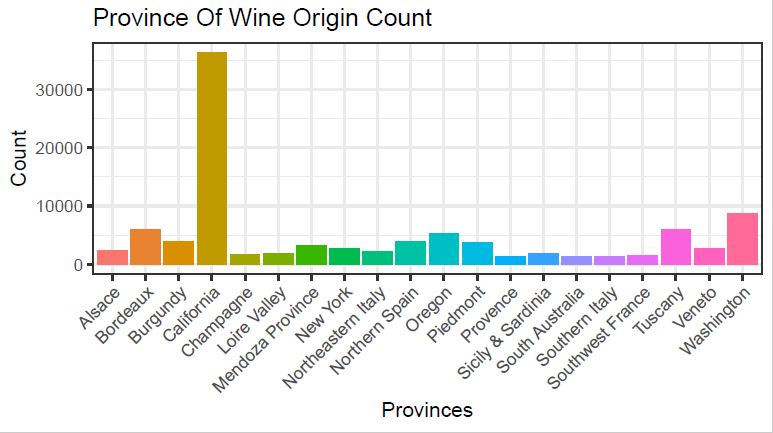 Province Of Wine Origin Count
Count
30000
20000
10000
0
Alsace
Bordeaux
Burgundy
California
Champagne
Loire Valley
Mendoza Province
New York
Northeastern Italy
Northern Spain
Oregon
Piedmont
Provence
Sicily & Sardinia
South Australia
Southern Italy
Southwest France
Tuscany
Veneto
Washington
Provinces